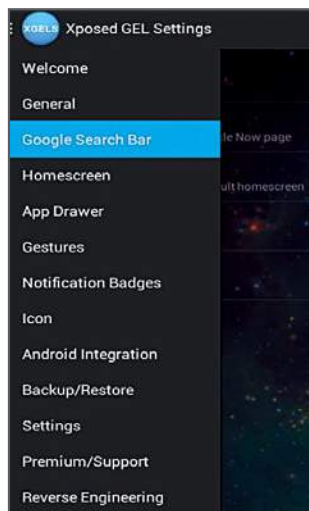 XGELS Xposed GEL Settings
Welcome
General
Google Search Bar
le Now page
Homescreen
ult homescreen
App Drawer
Gestures
Notification Badges
Icon
Android Integration
Backup/Restore
Settings
Premium/Support
Reverse Engineering